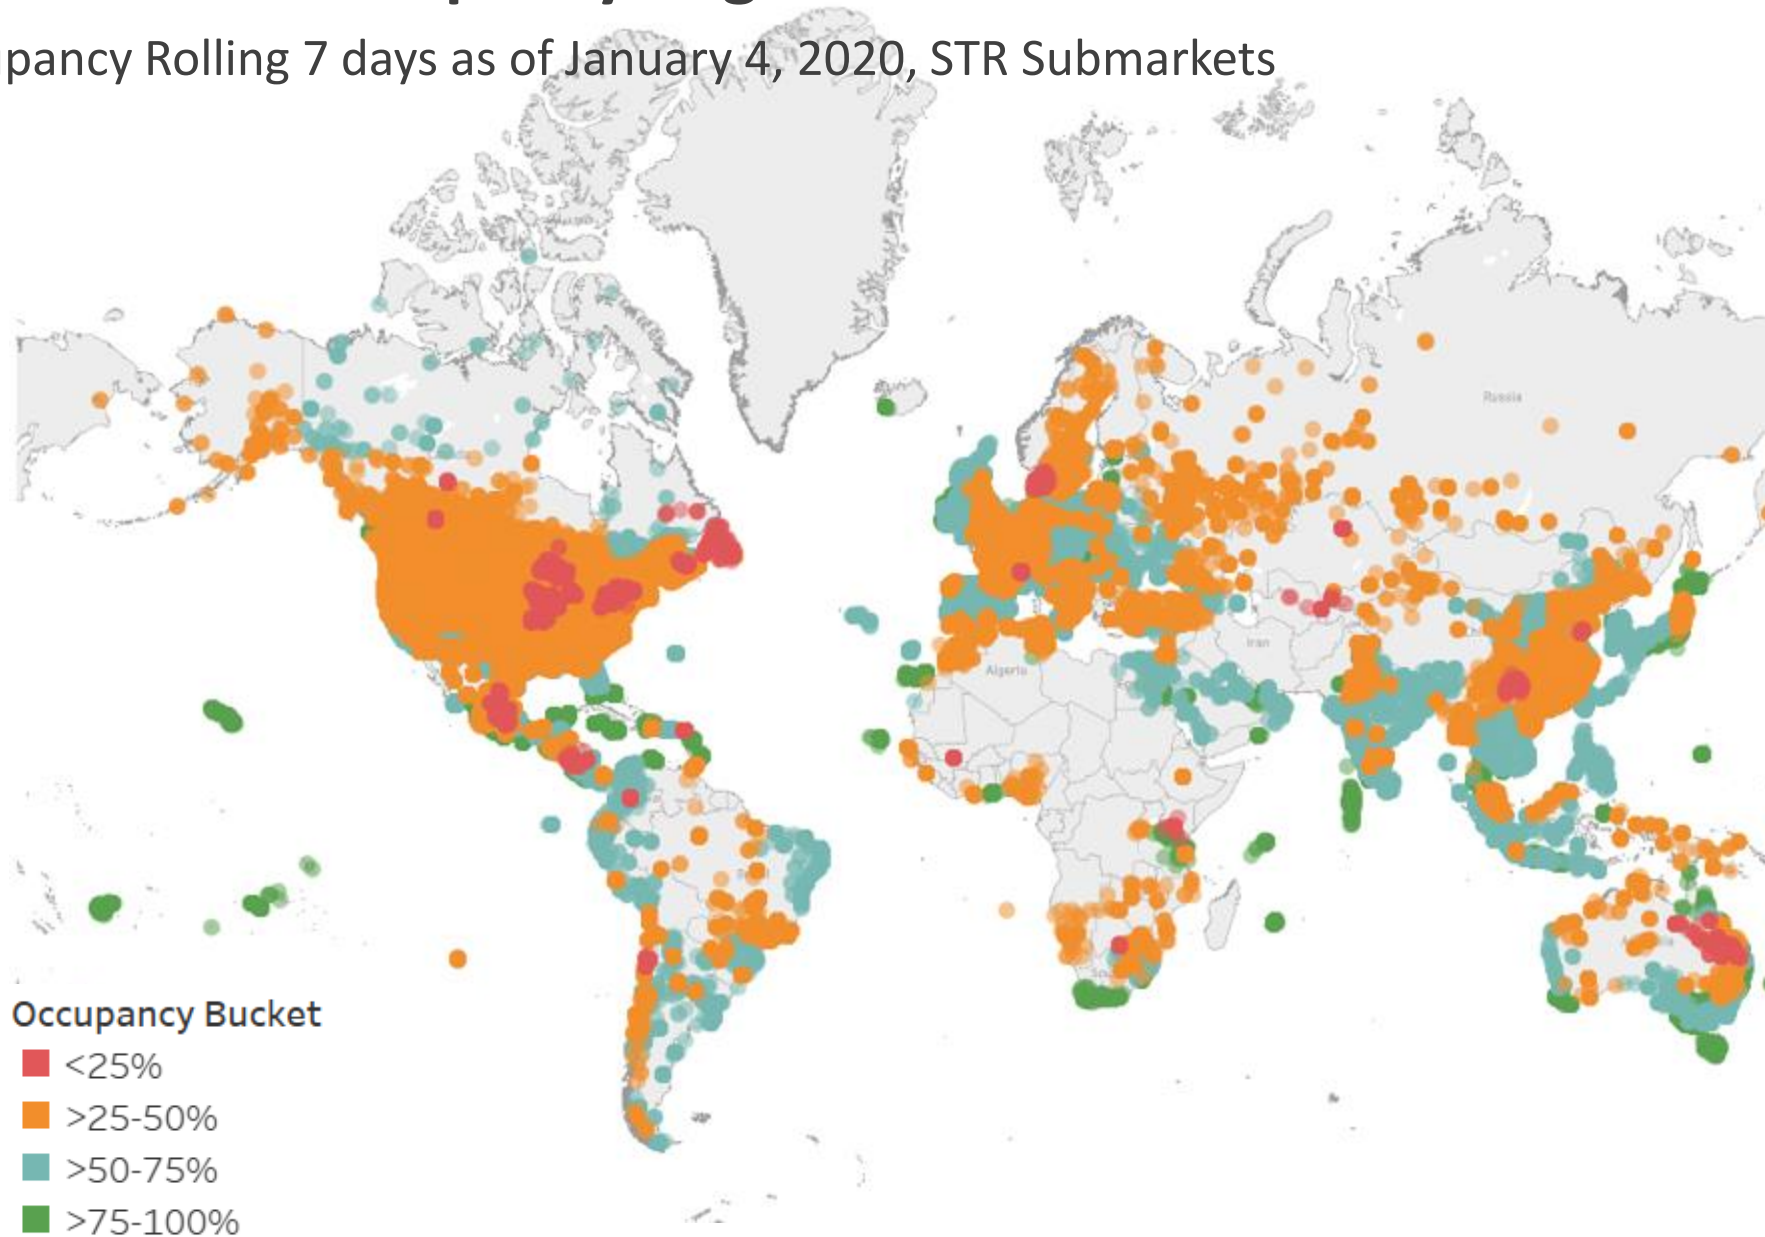 pancy Rolling 7 days as of January 4, 2020, STR Submarkets
Russia
Iran
Algeria
Occupancy Bucket
<25%
>25-50%
>50-75%
>75-100%